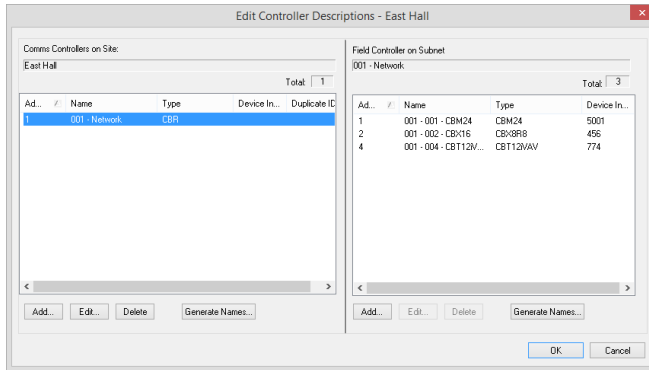 Edit Controller Descriptions - East Hall
Comms Controllers on Site:
East Hall
Total: 1
Ad... Name Type Device In... Duplicate ID
1 001 - Network CBR
Add... Edit... Delete Generate Names...
Field Controller on Subnet
001 - Network
Total: 3
Ad... Name Type Device In...
1 001 - 001 - CBM24 CBM24 5001
2 001 - 002 - CBX16 CBX8R8 456
4 001 - 004 - CBT12iV... CBT12iVAV 774
Add... Edit... Delete Generate Names...
OK Cancel